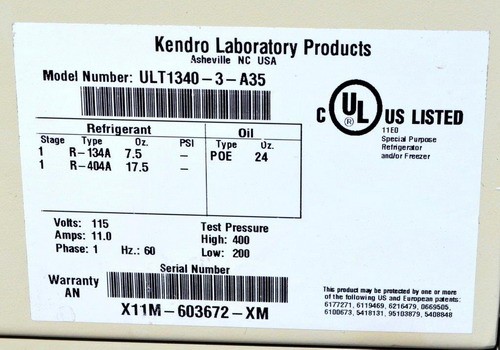 Kendro Laboratory Products
Asheville NC USA
Model Number: ULT1340-3-A35
C UL ® US LISTED
11E0
Special Purpose
Refrigerator
and/or Freezer
Refrigerant Oil
Stage Type Oz. PSI Type Oz.
1 R-134A 7.5 – POE 24
1 R-404A 17.5 –
Volts: 115
Amps: 11.0
Phase: 1 Hz.: 60
Test Pressure
High: 400
Low: 200
Serial Number
Warranty
AN
X11M-603672-XM
This product may be protected by one or more
of the following US and European patents:
6177271, 6119469, 6216479, 0669505,
6100673, 5418131, 95103879, 5408848